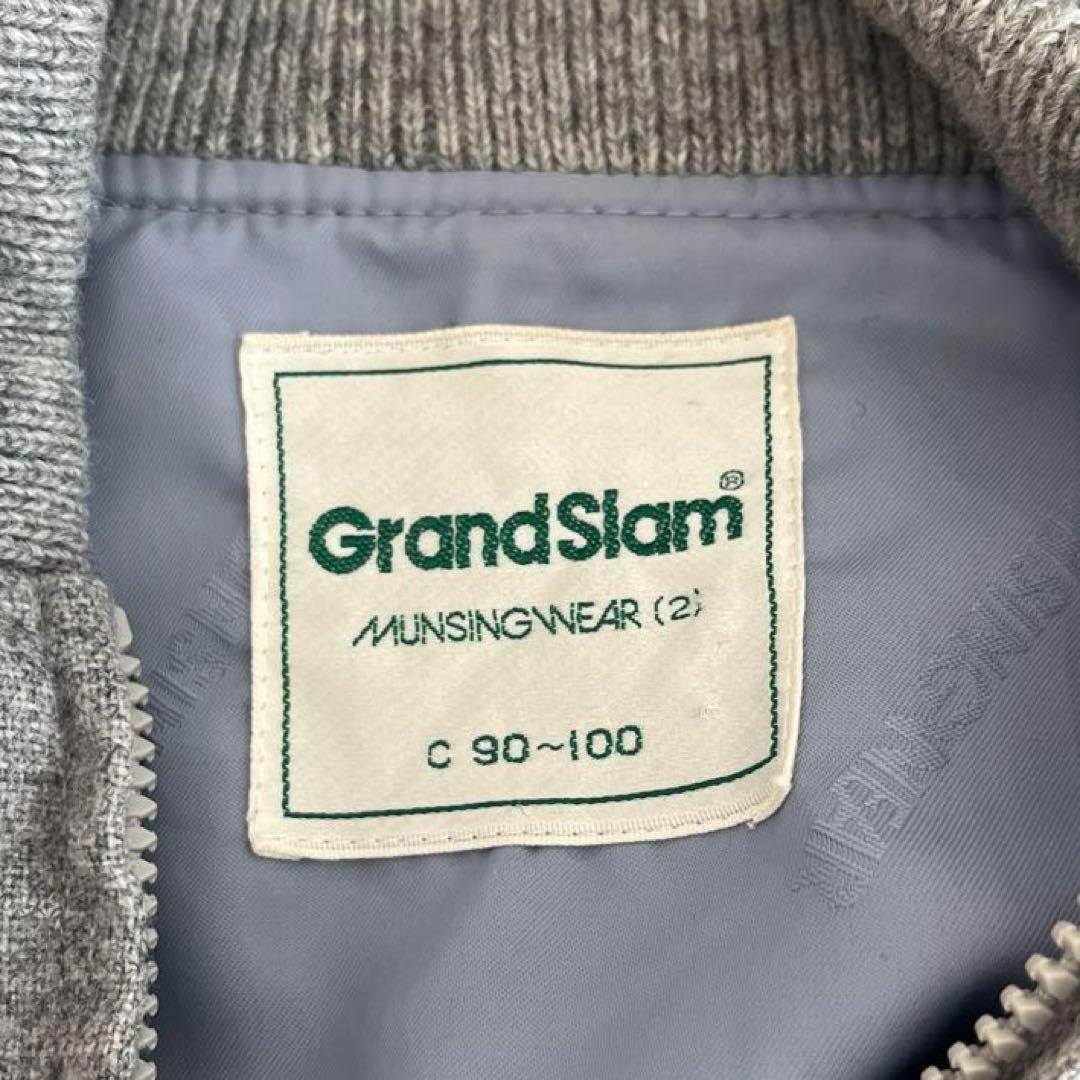 GrandSlam®
MUNSINGWEAR (2)
C 90~100